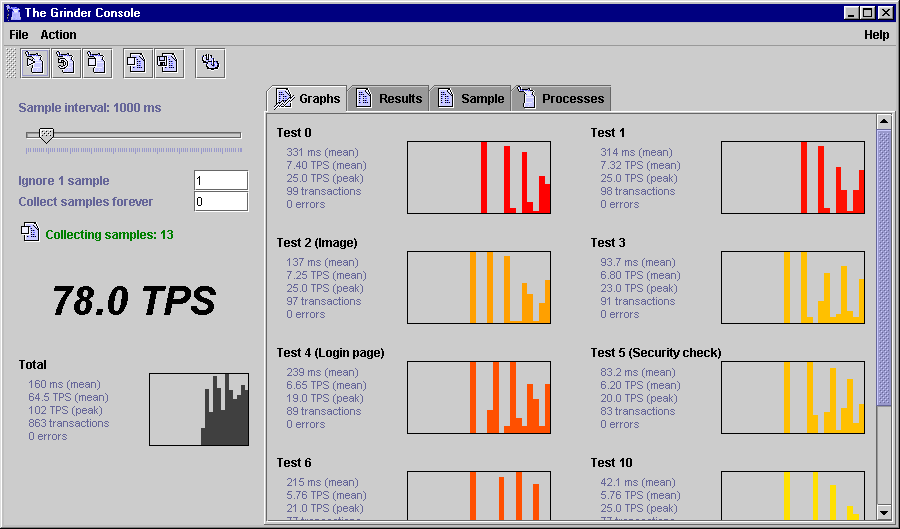 The Grinder Console
File Action Help
Sample interval: 1000 ms
Ignore 1 sample 1
Collect samples forever 0
Collecting samples: 13
78.0 TPS
Total
160 ms (mean)
64.5 TPS (mean)
102 TPS (peak)
863 transactions
0 errors
Graphs Results Sample Processes
Test 0
331 ms (mean)
7.40 TPS (mean)
25.0 TPS (peak)
99 transactions
0 errors
Test 1
314 ms (mean)
7.32 TPS (mean)
25.0 TPS (peak)
98 transactions
0 errors
Test 2 (Image)
137 ms (mean)
7.25 TPS (mean)
25.0 TPS (peak)
97 transactions
0 errors
Test 3
93.7 ms (mean)
6.80 TPS (mean)
23.0 TPS (peak)
91 transactions
0 errors
Test 4 (Login page)
239 ms (mean)
6.65 TPS (mean)
19.0 TPS (peak)
89 transactions
0 errors
Test 5 (Security check)
83.2 ms (mean)
6.20 TPS (mean)
20.0 TPS (peak)
83 transactions
0 errors
Test 6
215 ms (mean)
5.76 TPS (mean)
21.0 TPS (peak)
77 transactions
Test 10
42.1 ms (mean)
5.76 TPS (mean)
25.0 TPS (peak)
77 transactions